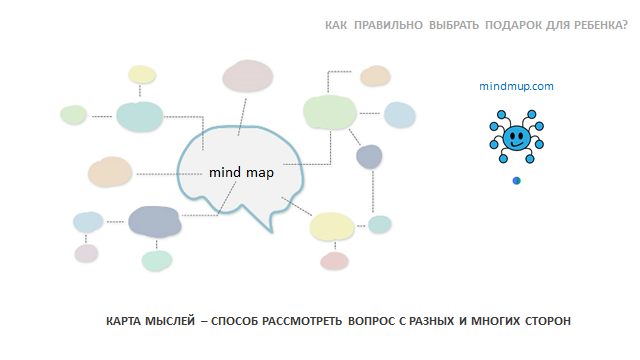 КАК ПРАВИЛЬНО ВЫБРАТЬ ПОДАРОК ДЛЯ РЕБЕНКА?
mindmup.com
mind map
КАРТА МЫСЛЕЙ – СПОСОБ РАССМОТРЕТЬ ВОПРОС С РАЗНЫХ И МНОГИХ СТОРОН